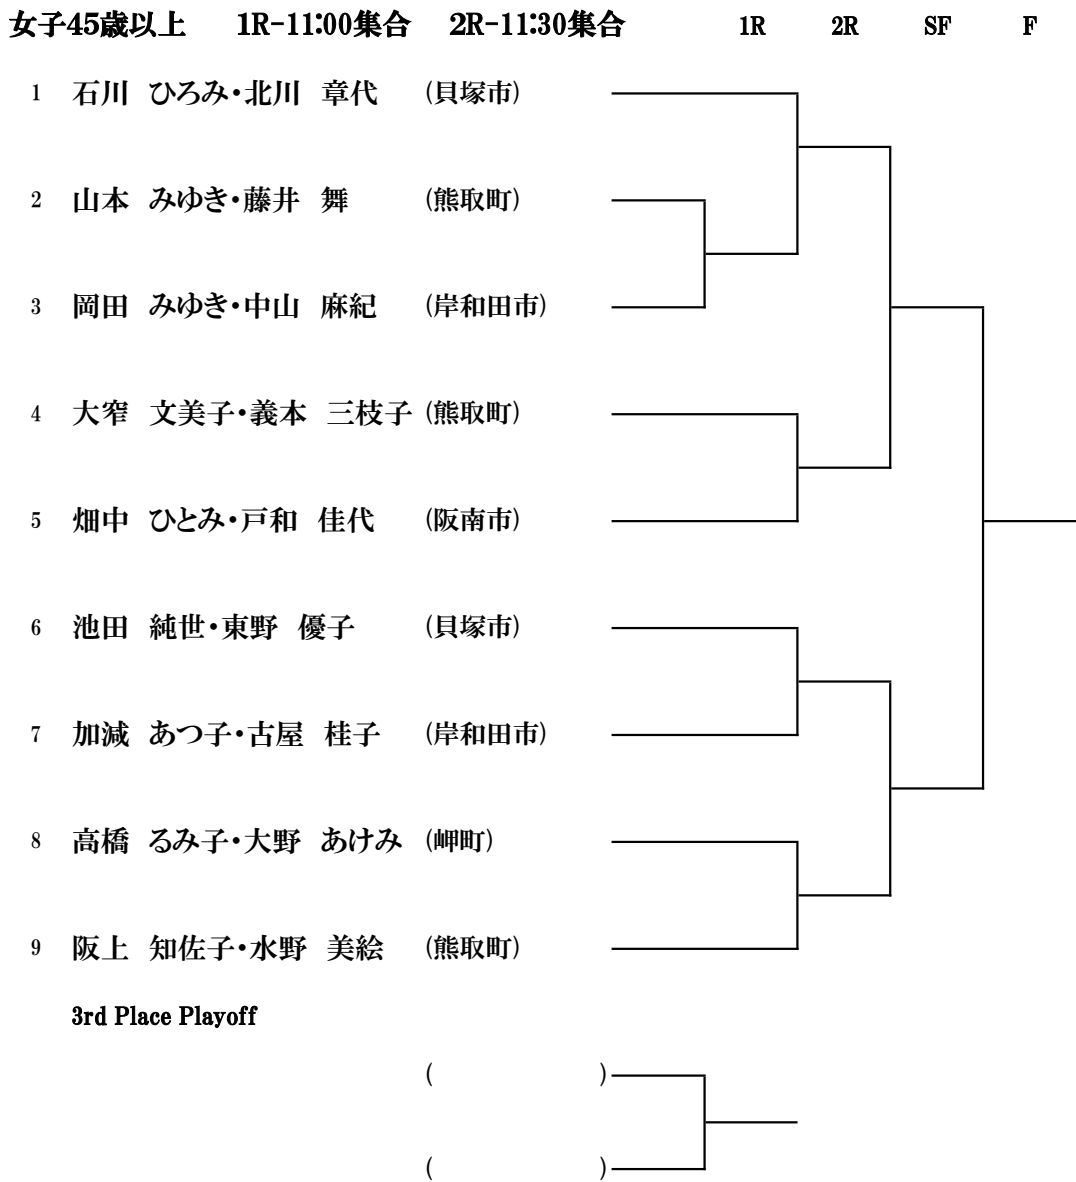 女子45歳以上 1R-11:00集合 2R-11:30集合 1R 2R SF F
1 石川 ひろみ・北川 章代 (貝塚市)
2 山本 みゆき・藤井 舞 (熊取町)
3 岡田 みゆき・中山 麻紀 (岸和田市)
4 大窄 文美子・義本 三枝子 (熊取町)
5 畑中 ひとみ・戸和 佳代 (阪南市)
6 池田 純世・東野 優子 (貝塚市)
7 加減 あつ子・古屋 桂子 (岸和田市)
8 高橋 るみ子・大野 あけみ (岬町)
9 阪上 知佐子・水野 美絵 (熊取町)
3rd Place Playoff
( )
( )